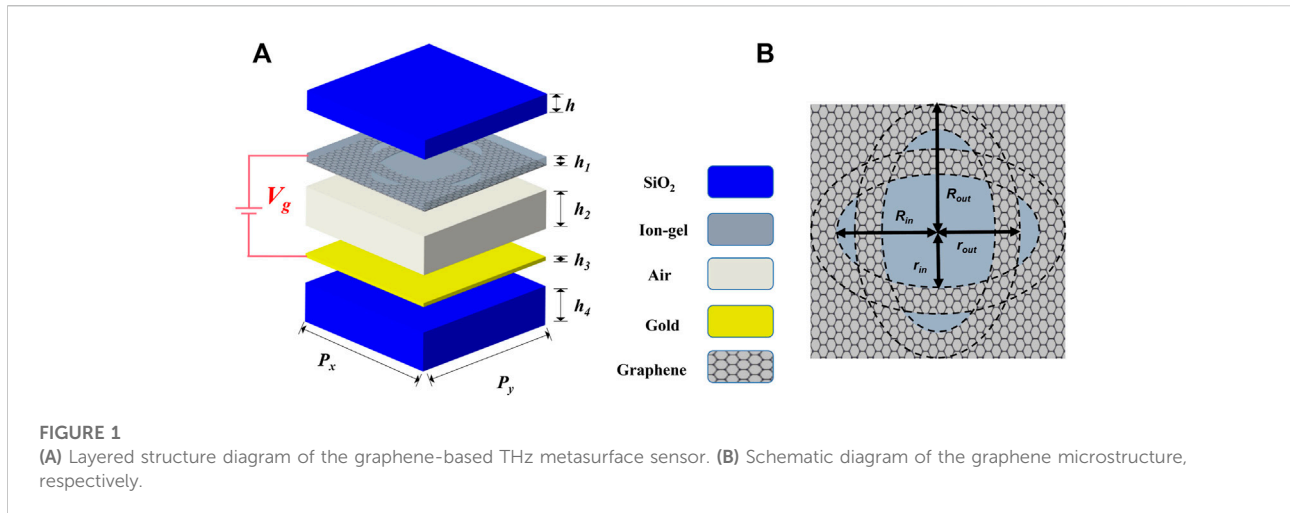 A
B
h
h1
Vg
h2
h3
h4
Px
Py
SiO2
Ion-gel
Air
Gold
Graphene
Rout
Rin
rout
rin
FIGURE 1
(A) Layered structure diagram of the graphene-based THz metasurface sensor. (B) Schematic diagram of the graphene microstructure,
respectively.